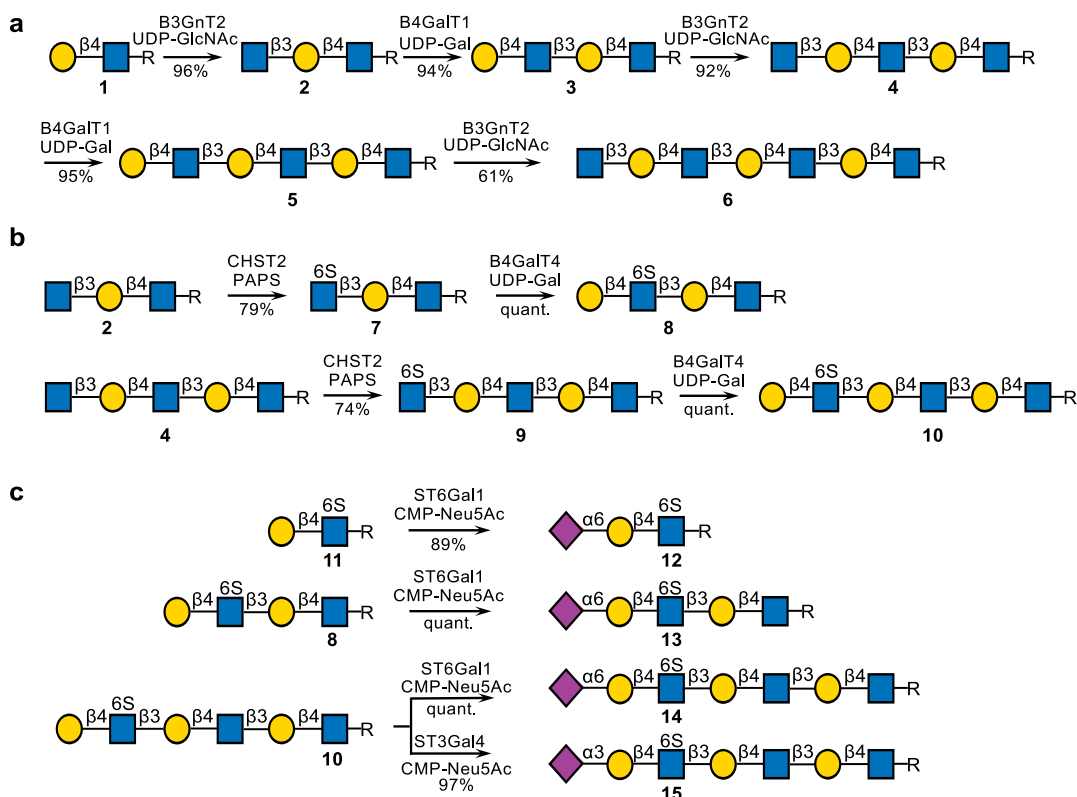 a
B3GnT2 B4GalT1 B3GnT2
UDP-GlcNAc UDP-Gal UDP-GlcNAc
β4 R β3 β4 R β4 β3 β4 R β3 β4 β3 β4 R
96% 94% 92%
1 2 3 4
B4GalT1 B3GnT2
UDP-Gal UDP-GlcNAc
β4 β3 β4 β3 β4 R β3 β4 β3 β4 β3 β4 R
95% 61%
5 6
b
CHST2 B4GalT4
PAPS 6S UDP-Gal 6S
β3 β4 R β3 β4 R β4 β3 β4 R
79% quant.
2 7 8
CHST2 B4GalT4
PAPS 6S UDP-Gal 6S
β3 β4 β3 β4 R β3 β4 β3 β4 R β4 β3 β4 β3 β4 R
74% quant.
4 9 10
c
6S ST6Gal1 6S
β4 R CMP-Neu5Ac α6 β4 R
89%
11 12
6S ST6Gal1 6S
β4 β3 β4 R CMP-Neu5Ac α6 β4 β3 β4 R
quant.
8 13
ST6Gal1 6S
CMP-Neu5Ac α6 β4 β3 β4 β3 β4 R
quant.
14
6S
β4 β3 β4 β3 β4 R
10
ST3Gal4 6S
CMP-Neu5Ac α3 β4 β3 β4 β3 β4 R
97%
15